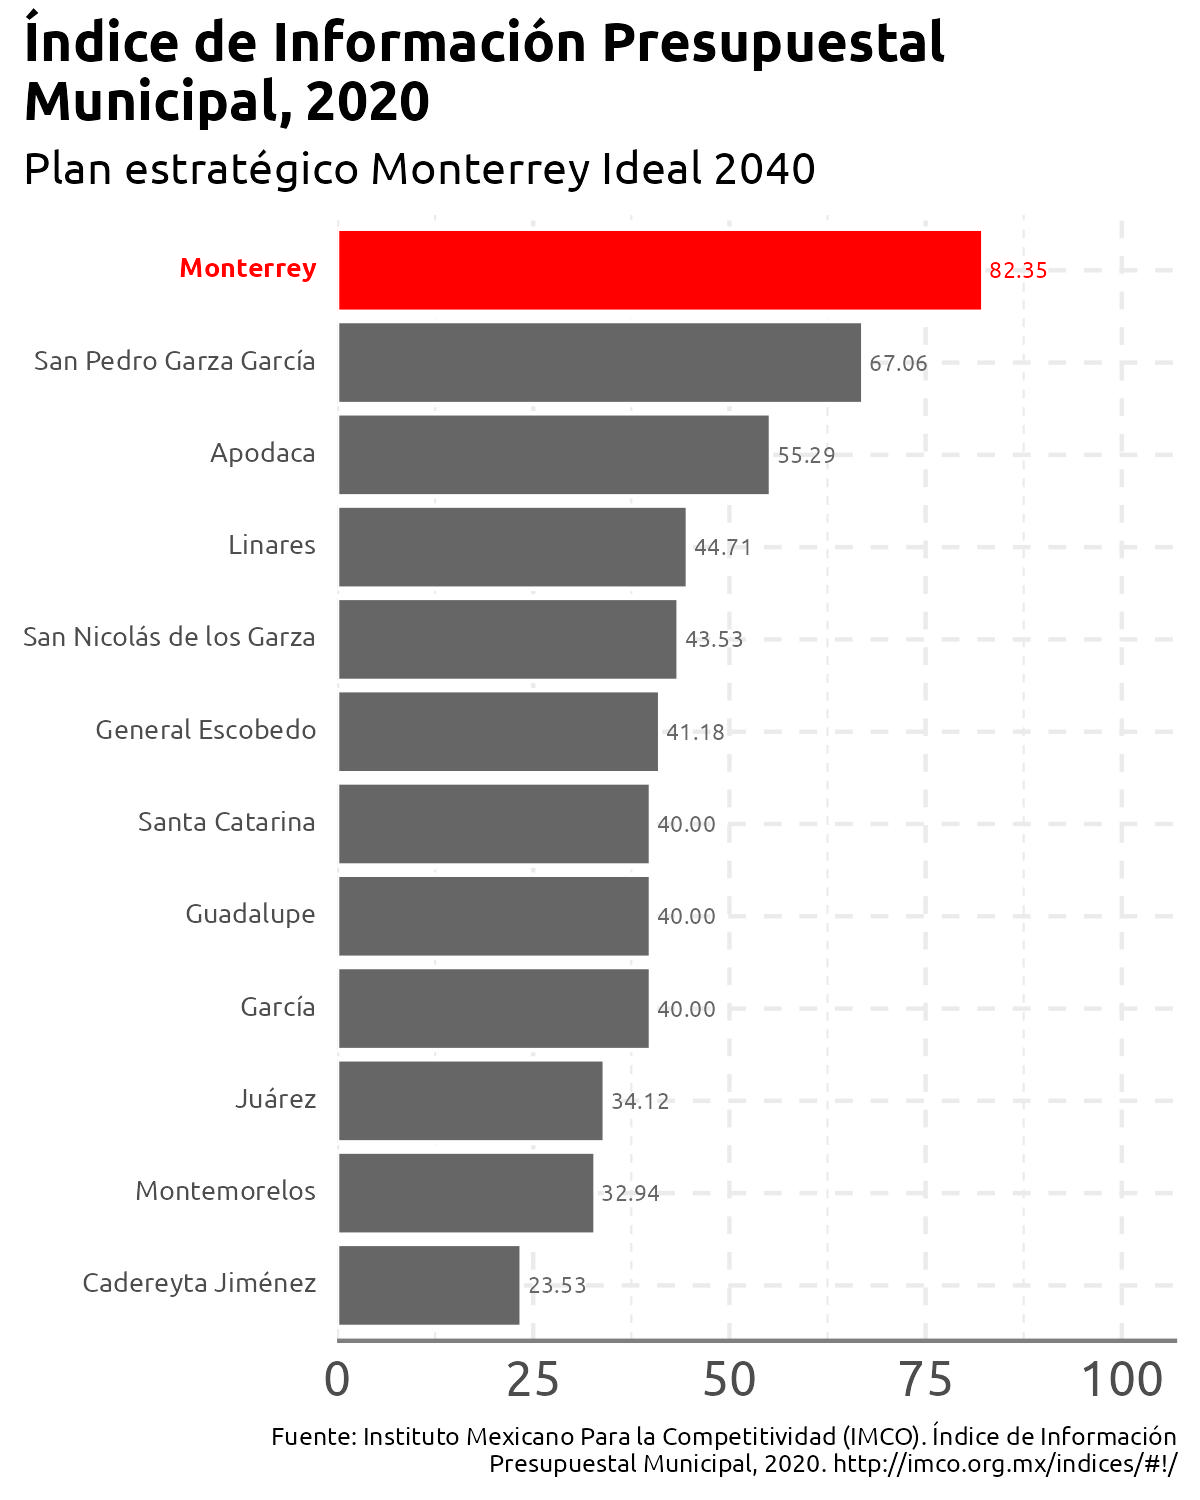 Índice de Información Presupuestal
Municipal, 2020
Plan estratégico Monterrey Ideal 2040
Monterrey 82.35
San Pedro Garza García 67.06
Apodaca 55.29
Linares 44.71
San Nicolás de los Garza 43.53
General Escobedo 41.18
Santa Catarina 40.00
Guadalupe 40.00
García 40.00
Juárez 34.12
Montemorelos 32.94
Cadereyta Jiménez 23.53
0 25 50 75 100
Fuente: Instituto Mexicano Para la Competitividad (IMCO). Índice de Información
Presupuestal Municipal, 2020. http://imco.org.mx/indices/#!/